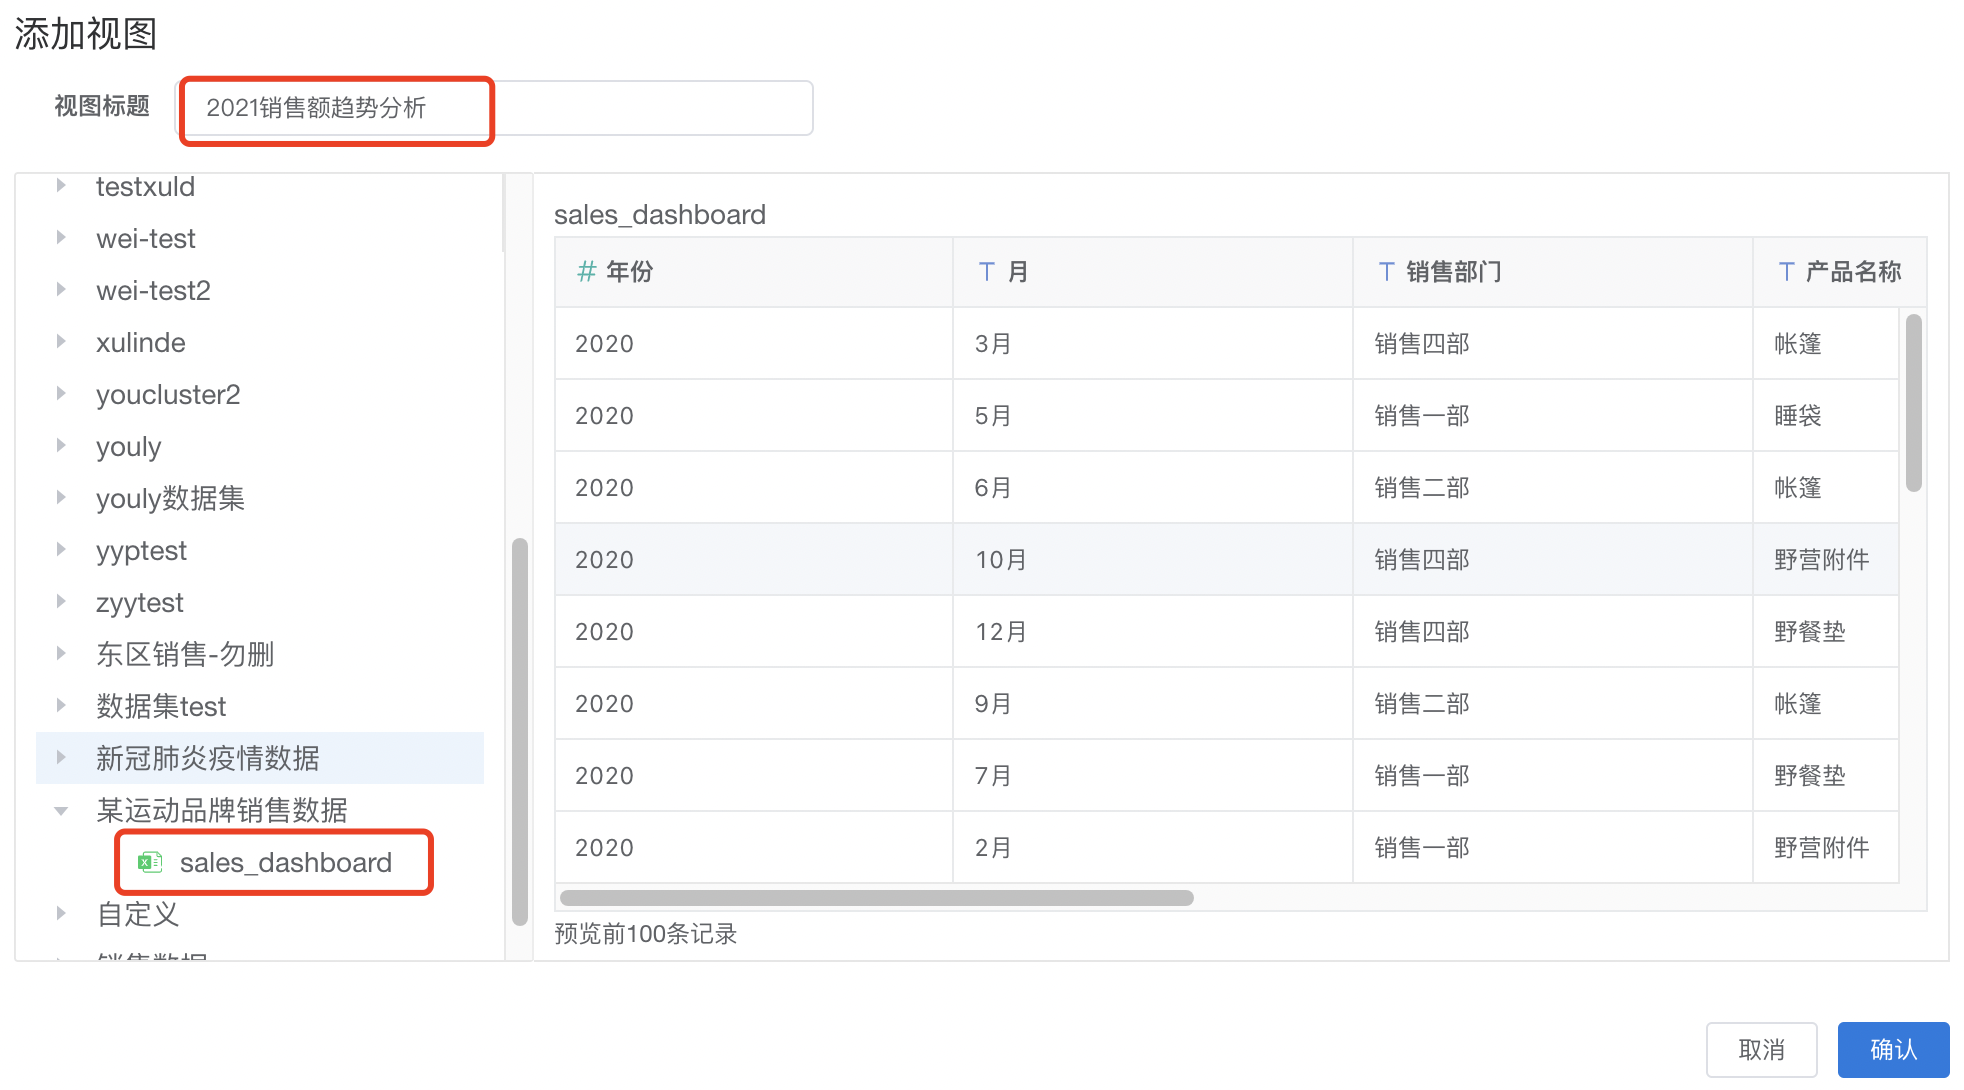 添加视图
视图标题
2021销售额趋势分析
testxuld
wei-test
wei-test2
xulinde
youcluster2
youly
youly数据集
yyptest
zyytest
东区销售-勿删
数据集test
新冠肺炎疫情数据
某运动品牌销售数据
sales_dashboard
自定义
销售数据
sales_dashboard
# 年份 T 月 T 销售部门 T 产品名称
2020 3月 销售四部 帐篷
2020 5月 销售一部 睡袋
2020 6月 销售二部 帐篷
2020 10月 销售四部 野营附件
2020 12月 销售四部 野餐垫
2020 9月 销售二部 帐篷
2020 7月 销售一部 野餐垫
2020 2月 销售一部 野营附件
预览前100条记录
取消 确认